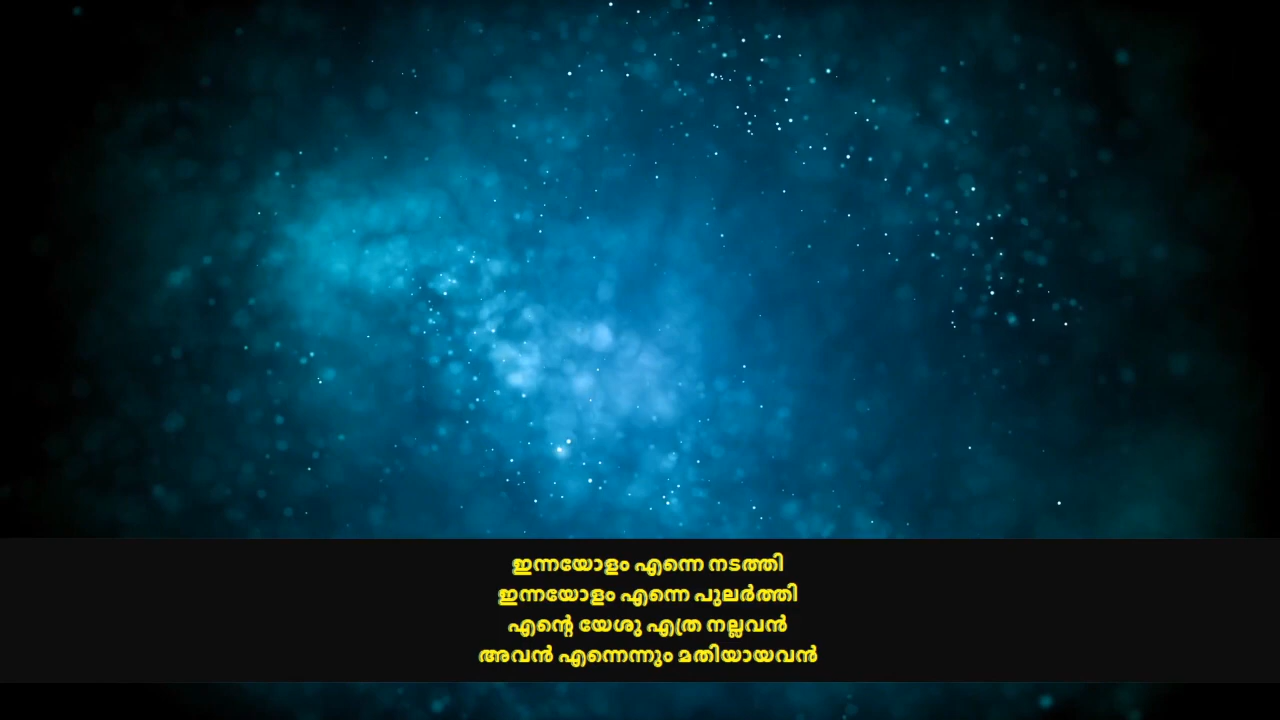 ഇന്നയോളം എന്നെ നടത്തി
ഇന്നയോളം എന്നെ പുലർത്തി
എന്റെ യേശു എത്ര നല്ലവൻ
അവൻ എന്നെന്നും മതിയായവൻ